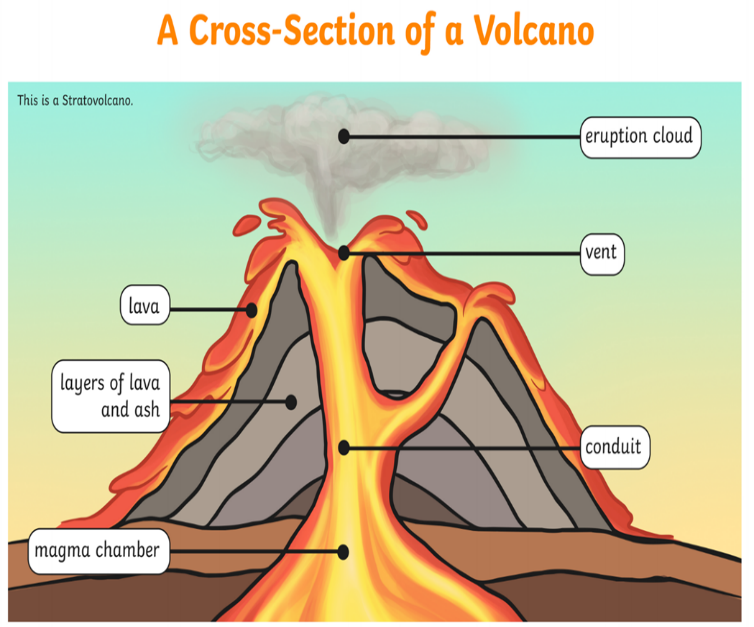 A Cross-Section of a Volcano
This is a Stratovolcano.
eruption cloud
vent
lava
layers of lava
and ash
conduit
magma chamber